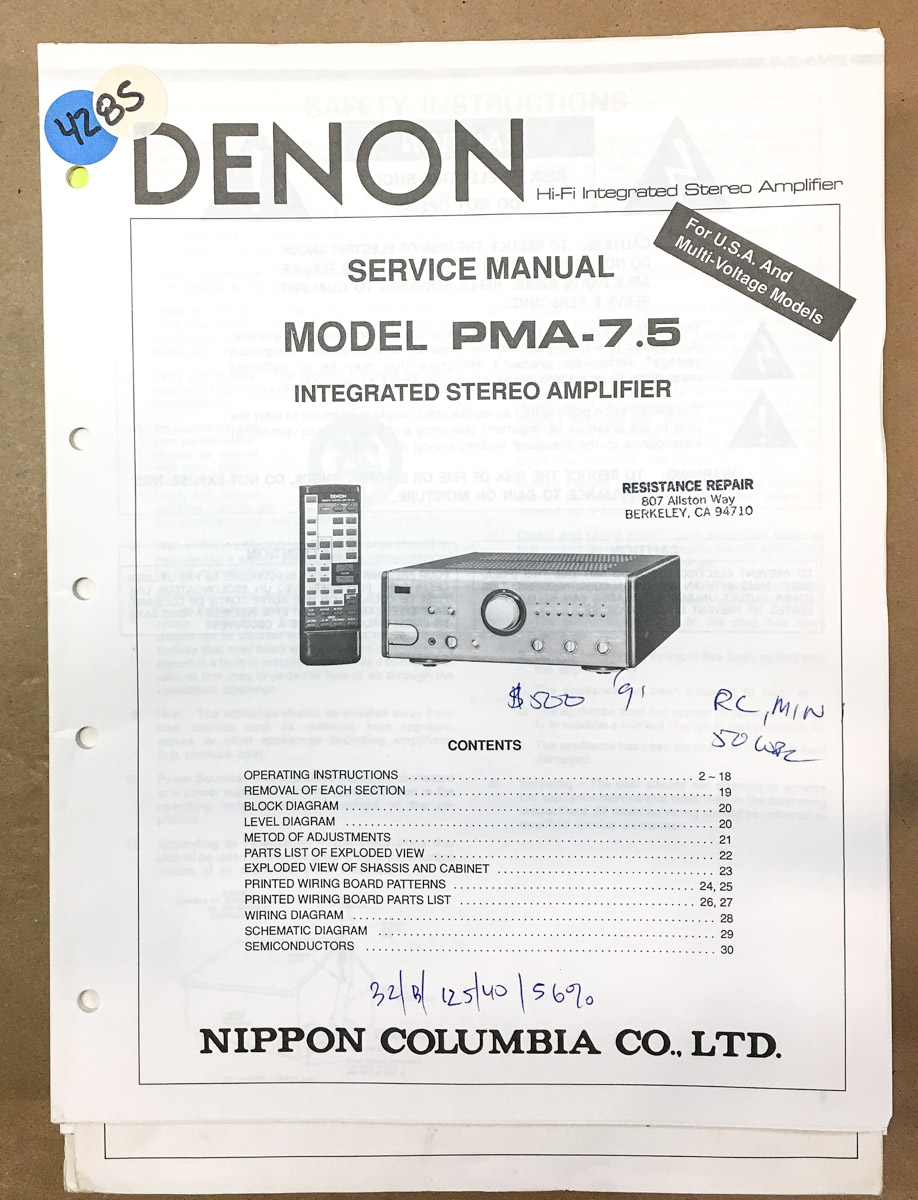 4285
DENON
Hi-Fi Integrated Stereo Amplifier
For U.S.A. And
Multi-Voltage Models
SERVICE MANUAL
MODEL PMA-7.5
INTEGRATED STEREO AMPLIFIER
RESISTANCE REPAIR
807 Allston Way
BERKELEY, CA 94710
DENON
$500 '91 RC, MINI
50 W
CONTENTS
OPERATING INSTRUCTIONS 2 ~ 18
REMOVAL OF EACH SECTION 19
BLOCK DIAGRAM 20
LEVEL DIAGRAM 20
METOD OF ADJUSTMENTS 21
PARTS LIST OF EXPLODED VIEW 22
EXPLODED VIEW OF SHASSIS AND CABINET 23
PRINTED WIRING BOARD PATTERNS 24, 25
PRINTED WIRING BOARD PARTS LIST 26, 27
WIRING DIAGRAM 28
SCHEMATIC DIAGRAM 29
SEMICONDUCTORS 30
32/B/125/40/56%
NIPPON COLUMBIA CO., LTD.